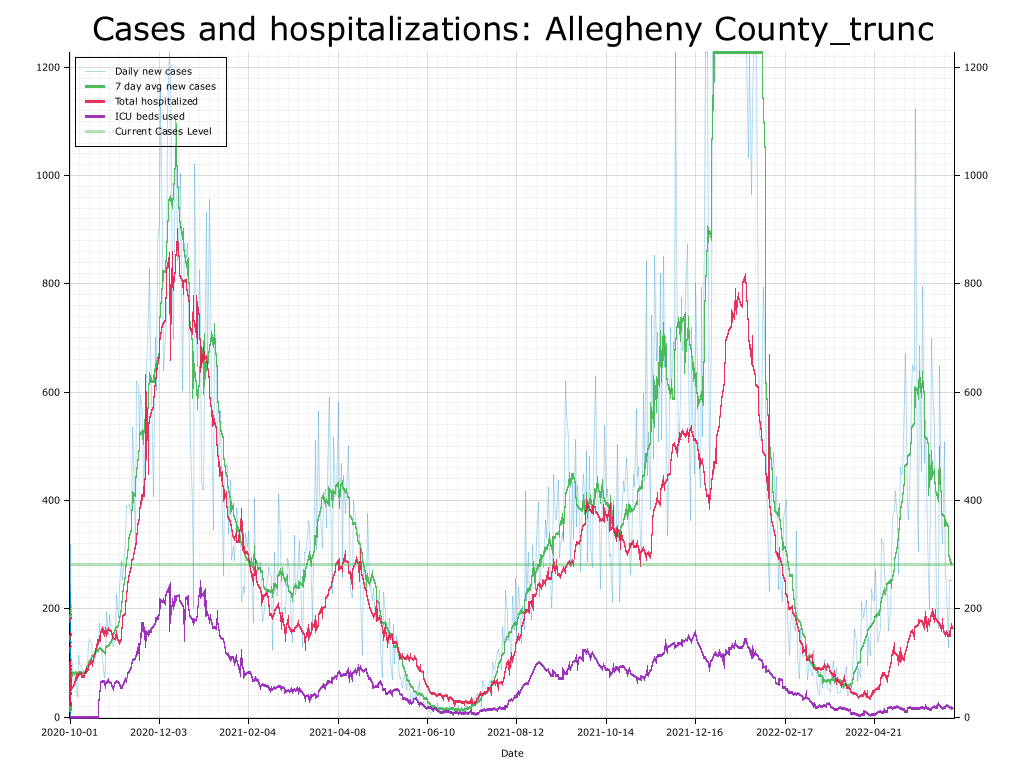 Cases and hospitalizations: Allegheny County_trunc
1200
1000
800
600
400
200
0
Daily new cases
7 day avg new cases
Total hospitalized
ICU beds used
Current Cases Level
1200
1000
800
600
400
200
0
2020-10-01 2020-12-03 2021-02-04 2021-04-08 2021-06-10 2021-08-12 2021-10-14 2021-12-16 2022-02-17 2022-04-21
Date